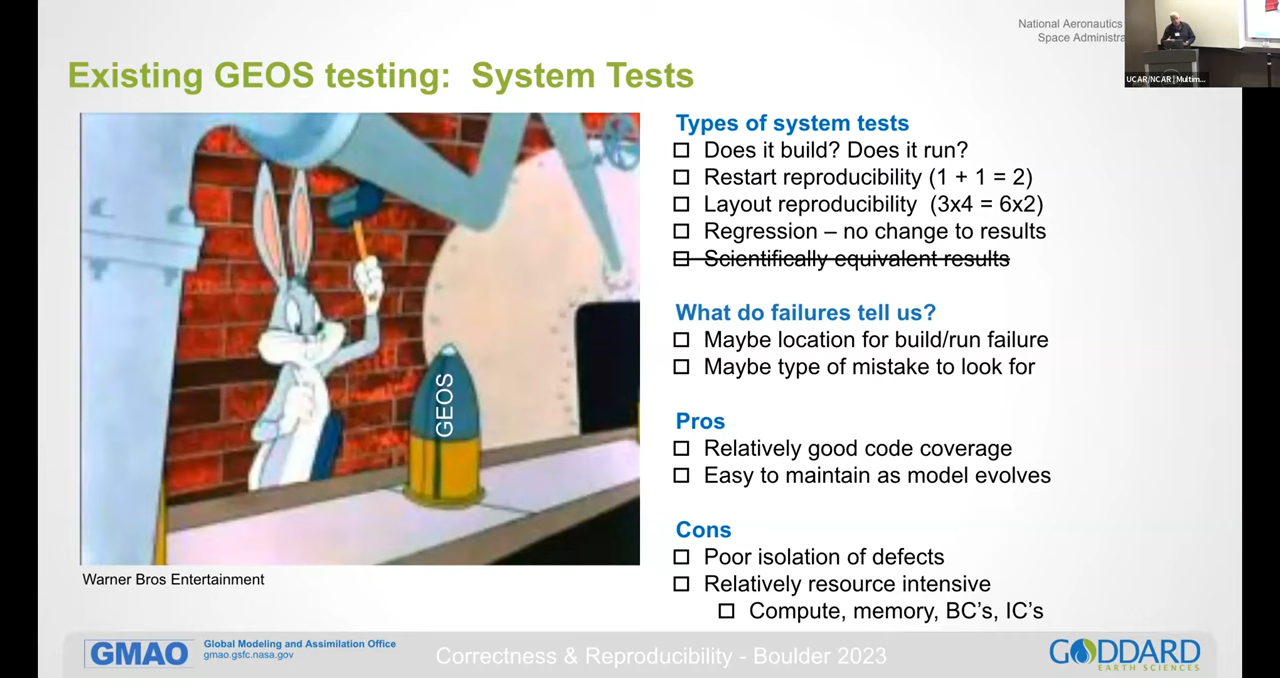 National Aeronautics
Space Administra
UCAR/NCAR | Multim...
Existing GEOS testing: System Tests
GEOS
Warner Bros Entertainment
Types of system tests
Does it build? Does it run?
Restart reproducibility (1 + 1 = 2)
Layout reproducibility (3x4 = 6x2)
Regression – no change to results
Scientifically equivalent results
What do failures tell us?
Maybe location for build/run failure
Maybe type of mistake to look for
Pros
Relatively good code coverage
Easy to maintain as model evolves
Cons
Poor isolation of defects
Relatively resource intensive
Compute, memory, BC's, IC's
GMAO
Global Modeling and Assimilation Office
gmao.gsfc.nasa.gov
Correctness & Reproducibility - Boulder 2023
GODDARD
EARTH SCIENCES